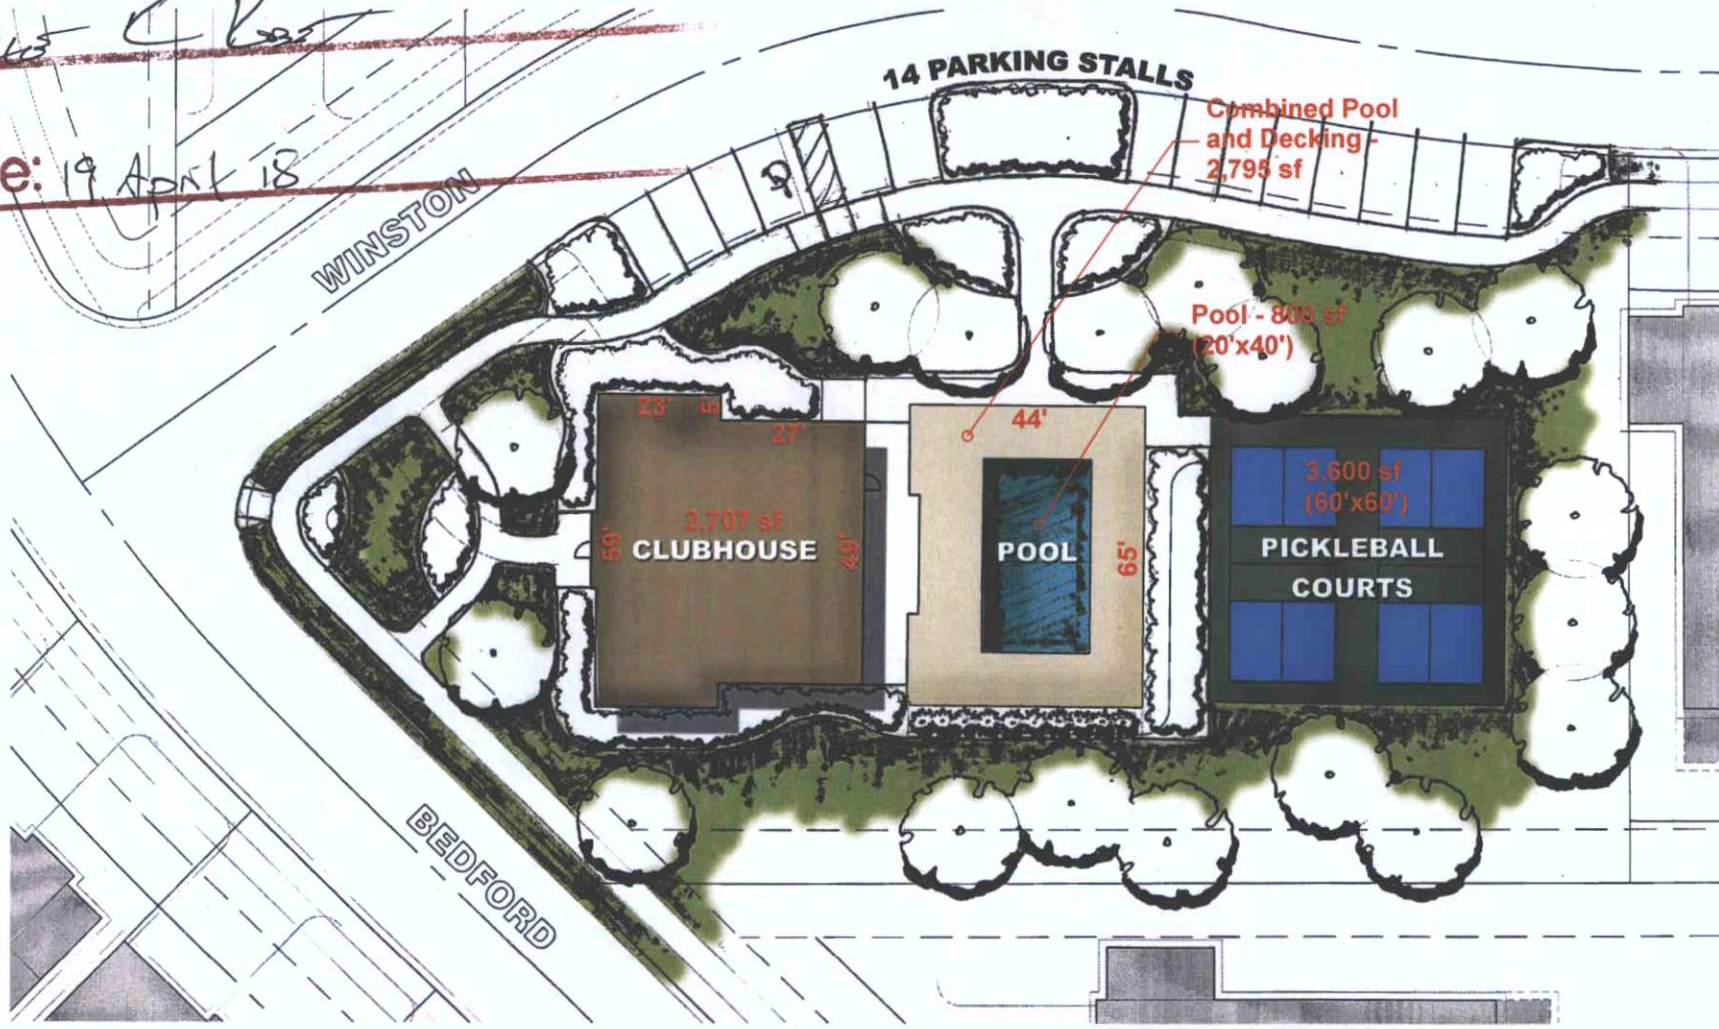 e: 19 April 18
WINSTON
14 PARKING STALLS
Combined Pool
and Decking -
2,795 sf
Pool - 800 sf
(20'x40')
23'
5'
27'
44'
2,707 sf
59'
CLUBHOUSE
49'
POOL
65'
3,600 sf
(60'x60')
PICKLEBALL
COURTS
BEDFORD